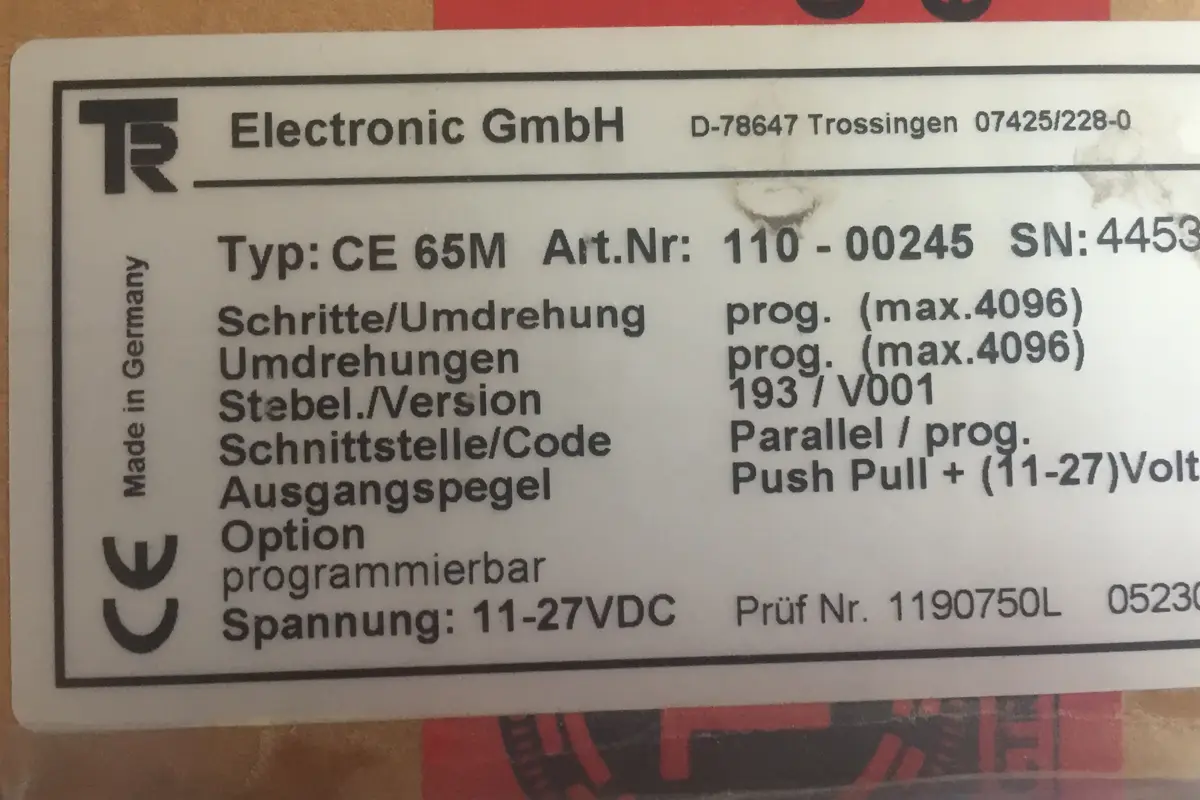 TR Electronic GmbH D-78647 Trossingen 07425/228-0
Typ: CE 65M Art.Nr: 110 - 00245 SN: 4453
Schritte/Umdrehung prog. (max.4096)
Umdrehungen prog. (max.4096)
Stebel./Version 193 / V001
Schnittstelle/Code Parallel / prog.
Ausgangspegel Push Pull + (11-27)Volt
Option
programmierbar
Spannung: 11-27VDC Prüf Nr. 1190750L 05230
Made in Germany
CE